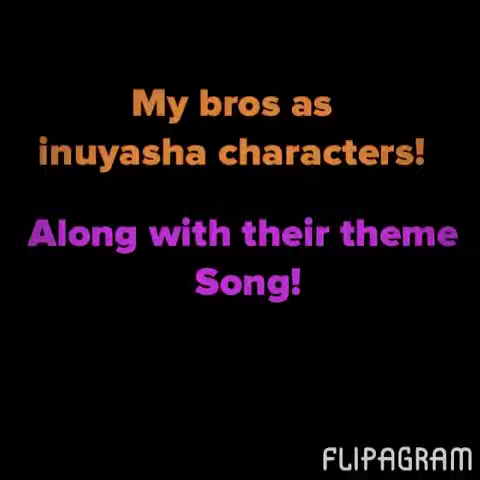 My bros as
inuyasha characters!
Along with their theme
Song!
FLIPAGRAM